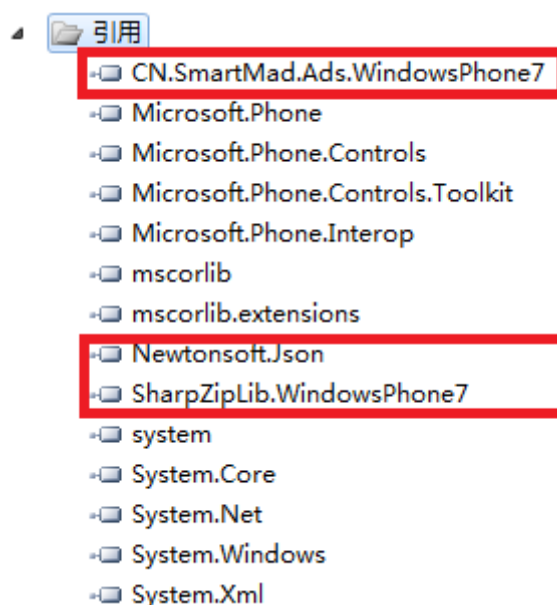 引用
CN.SmartMad.Ads.WindowsPhone7
Microsoft.Phone
Microsoft.Phone.Controls
Microsoft.Phone.Controls.Toolkit
Microsoft.Phone.Interop
mscorlib
mscorlib.extensions
Newtonsoft.Json
SharpZipLib.WindowsPhone7
system
System.Core
System.Net
System.Windows
System.Xml